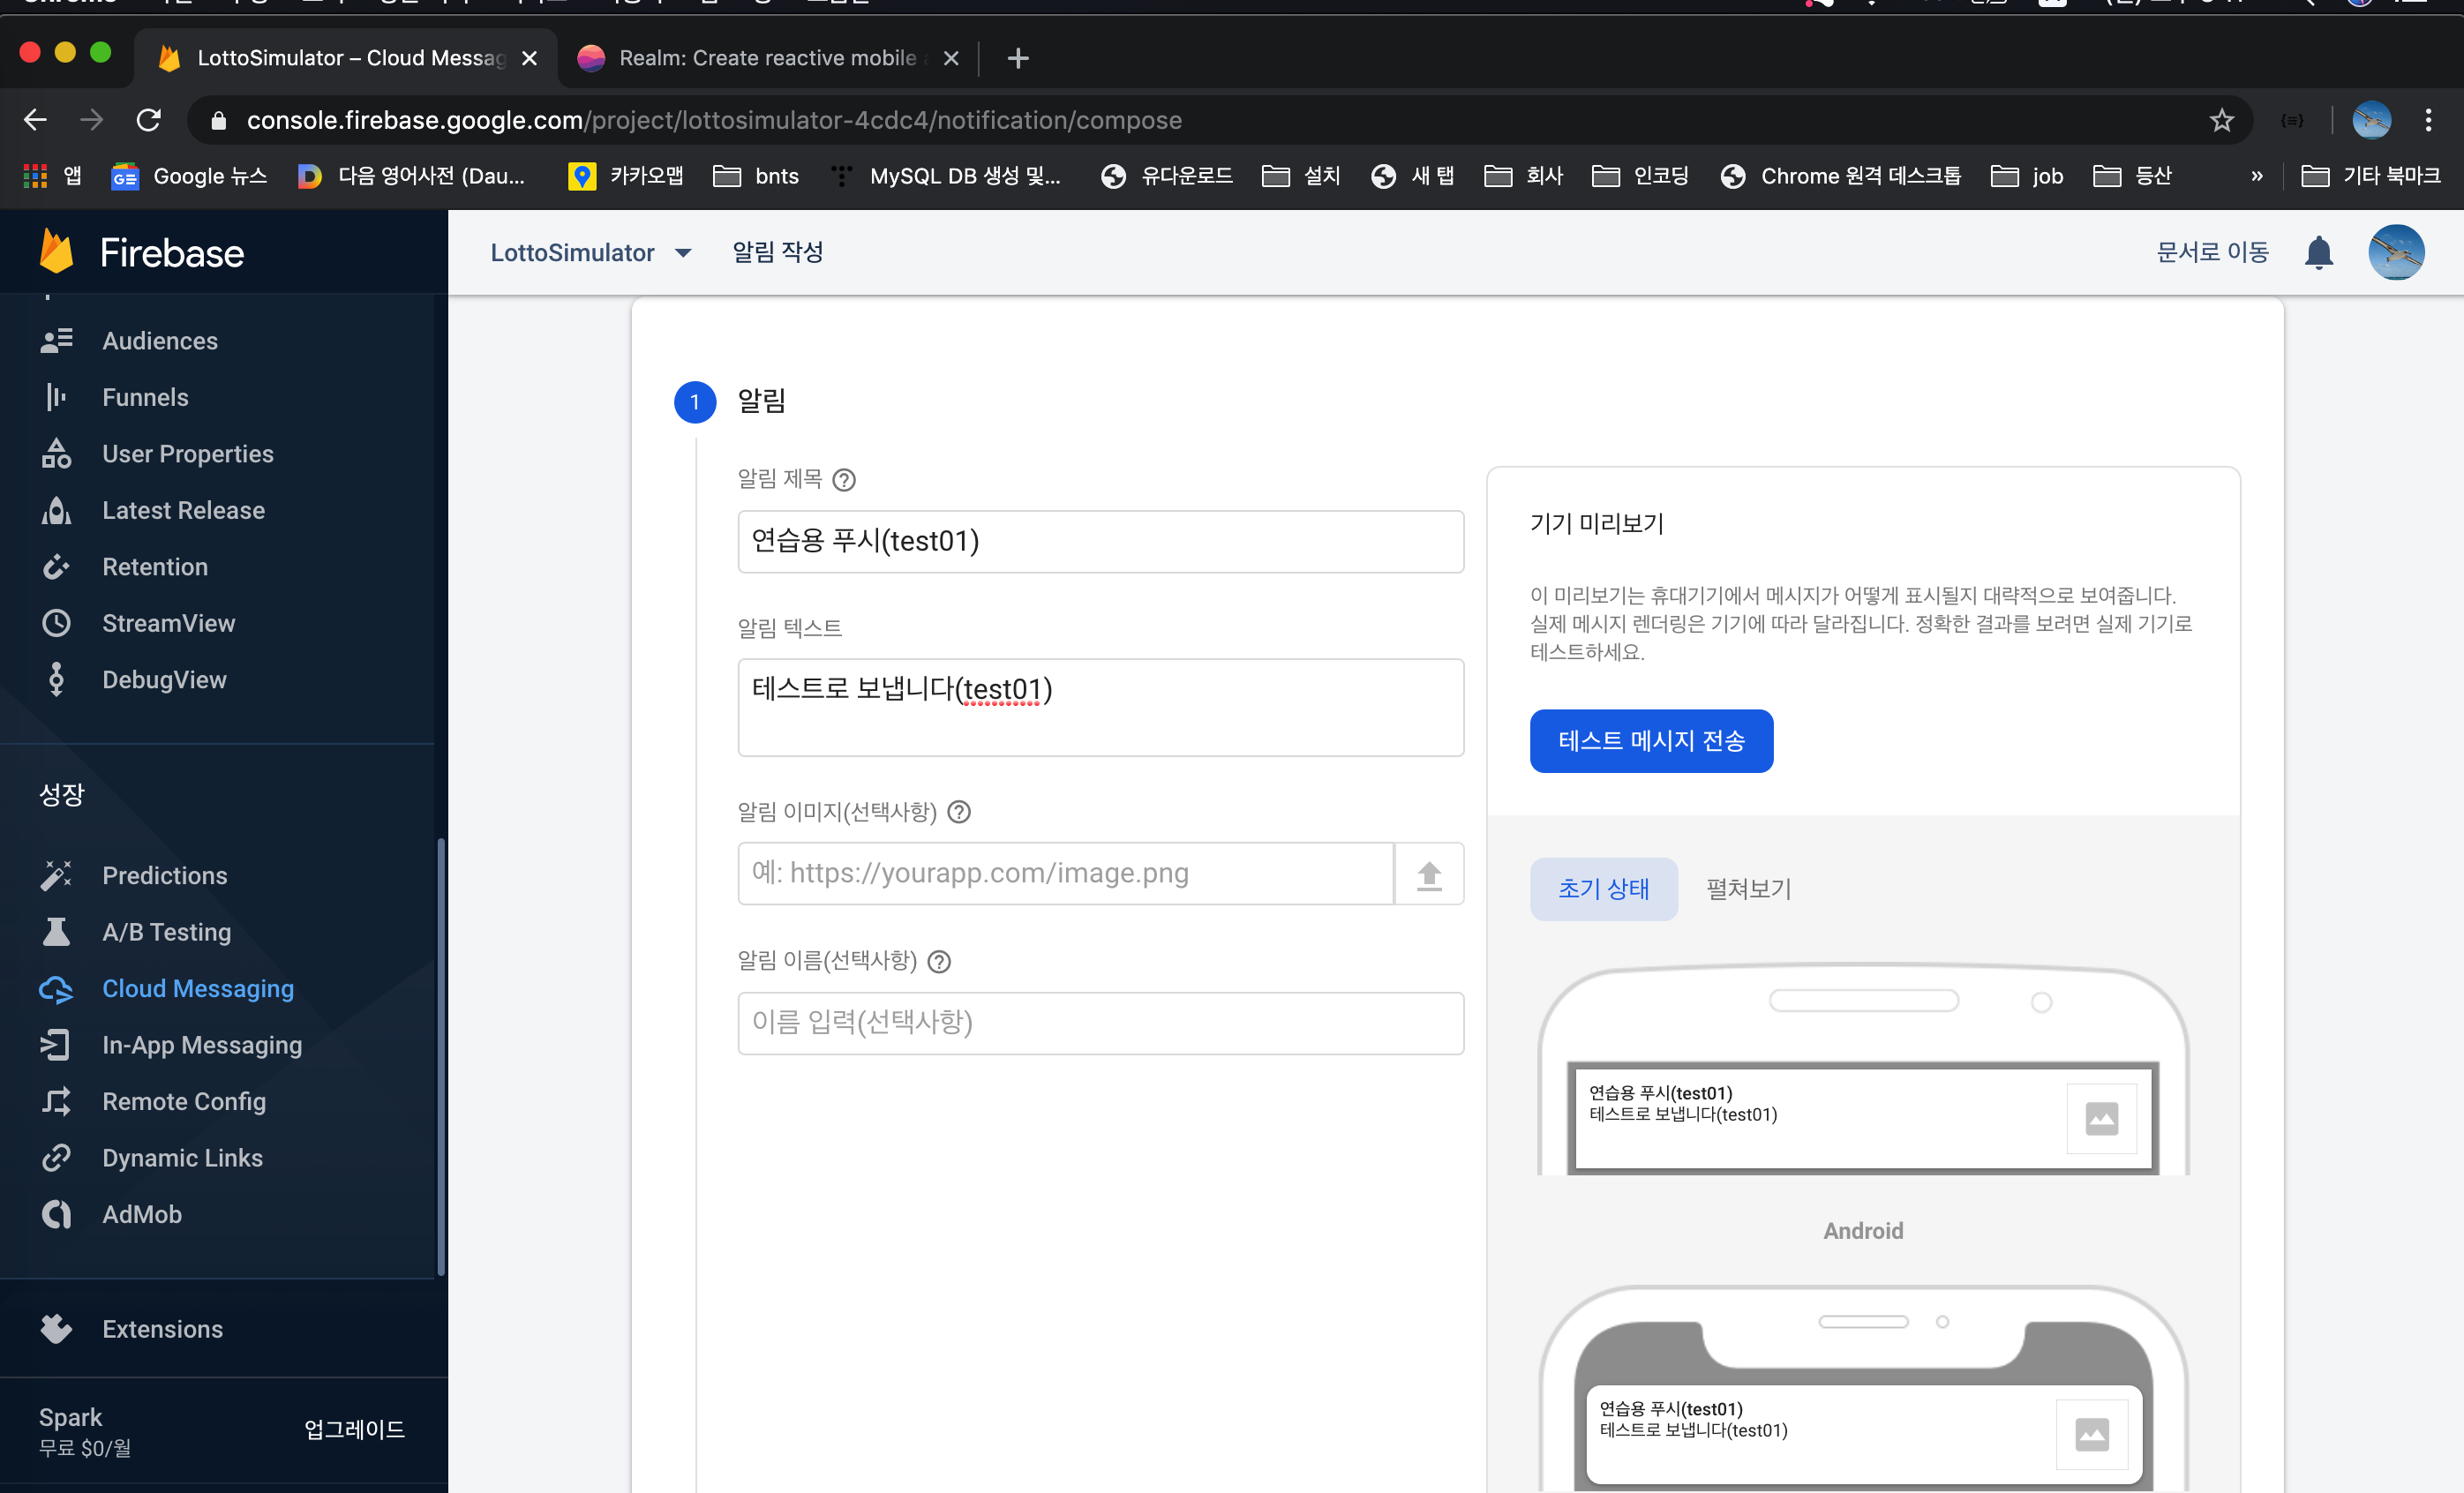 LottoSimulator – Cloud Messag
Realm: Create reactive mobile
console.firebase.google.com/project/lottosimulator-4cdc4/notification/compose
앱
Google 뉴스
다음 영어사전 (Dau...
카카오맵
bnts
MySQL DB 생성 및...
유다운로드
설치
새 탭
회사
인코딩
Chrome 원격 데스크톱
job
등산
»
기타 북마크
Firebase
LottoSimulator
알림 작성
문서로 이동
Audiences
Funnels
User Properties
Latest Release
Retention
StreamView
DebugView
성장
Predictions
A/B Testing
Cloud Messaging
In-App Messaging
Remote Config
Dynamic Links
AdMob
Extensions
Spark
무료 $0/월
업그레이드
1
알림
알림 제목
연습용 푸시(test01)
알림 텍스트
테스트로 보냅니다(test01)
알림 이미지(선택사항)
예: https://yourapp.com/image.png
알림 이름(선택사항)
이름 입력(선택사항)
기기 미리보기
이 미리보기는 휴대기기에서 메시지가 어떻게 표시될지 대략적으로 보여줍니다.
실제 메시지 렌더링은 기기에 따라 달라집니다. 정확한 결과를 보려면 실제 기기로
테스트하세요.
테스트 메시지 전송
초기 상태
펼쳐보기
연습용 푸시(test01)
테스트로 보냅니다(test01)
Android
연습용 푸시(test01)
테스트로 보냅니다(test01)